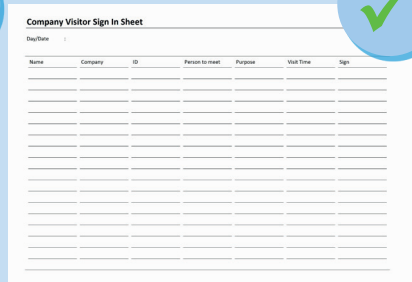 Company Visitor Sign In Sheet
Day/Date :
Name Company ID Person to meet Purpose Visit Time Sign